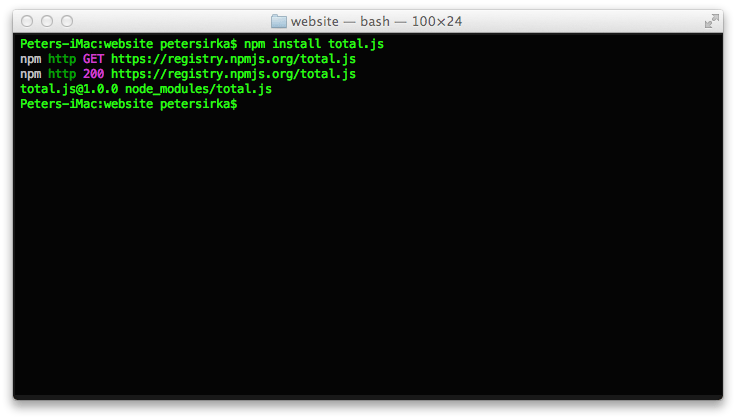 website — bash — 100×24
Peters-iMac:website petersirka$ npm install total.js
npm http GET https://registry.npmjs.org/total.js
npm http 200 https://registry.npmjs.org/total.js
total.js@1.0.0 node_modules/total.js
Peters-iMac:website petersirka$